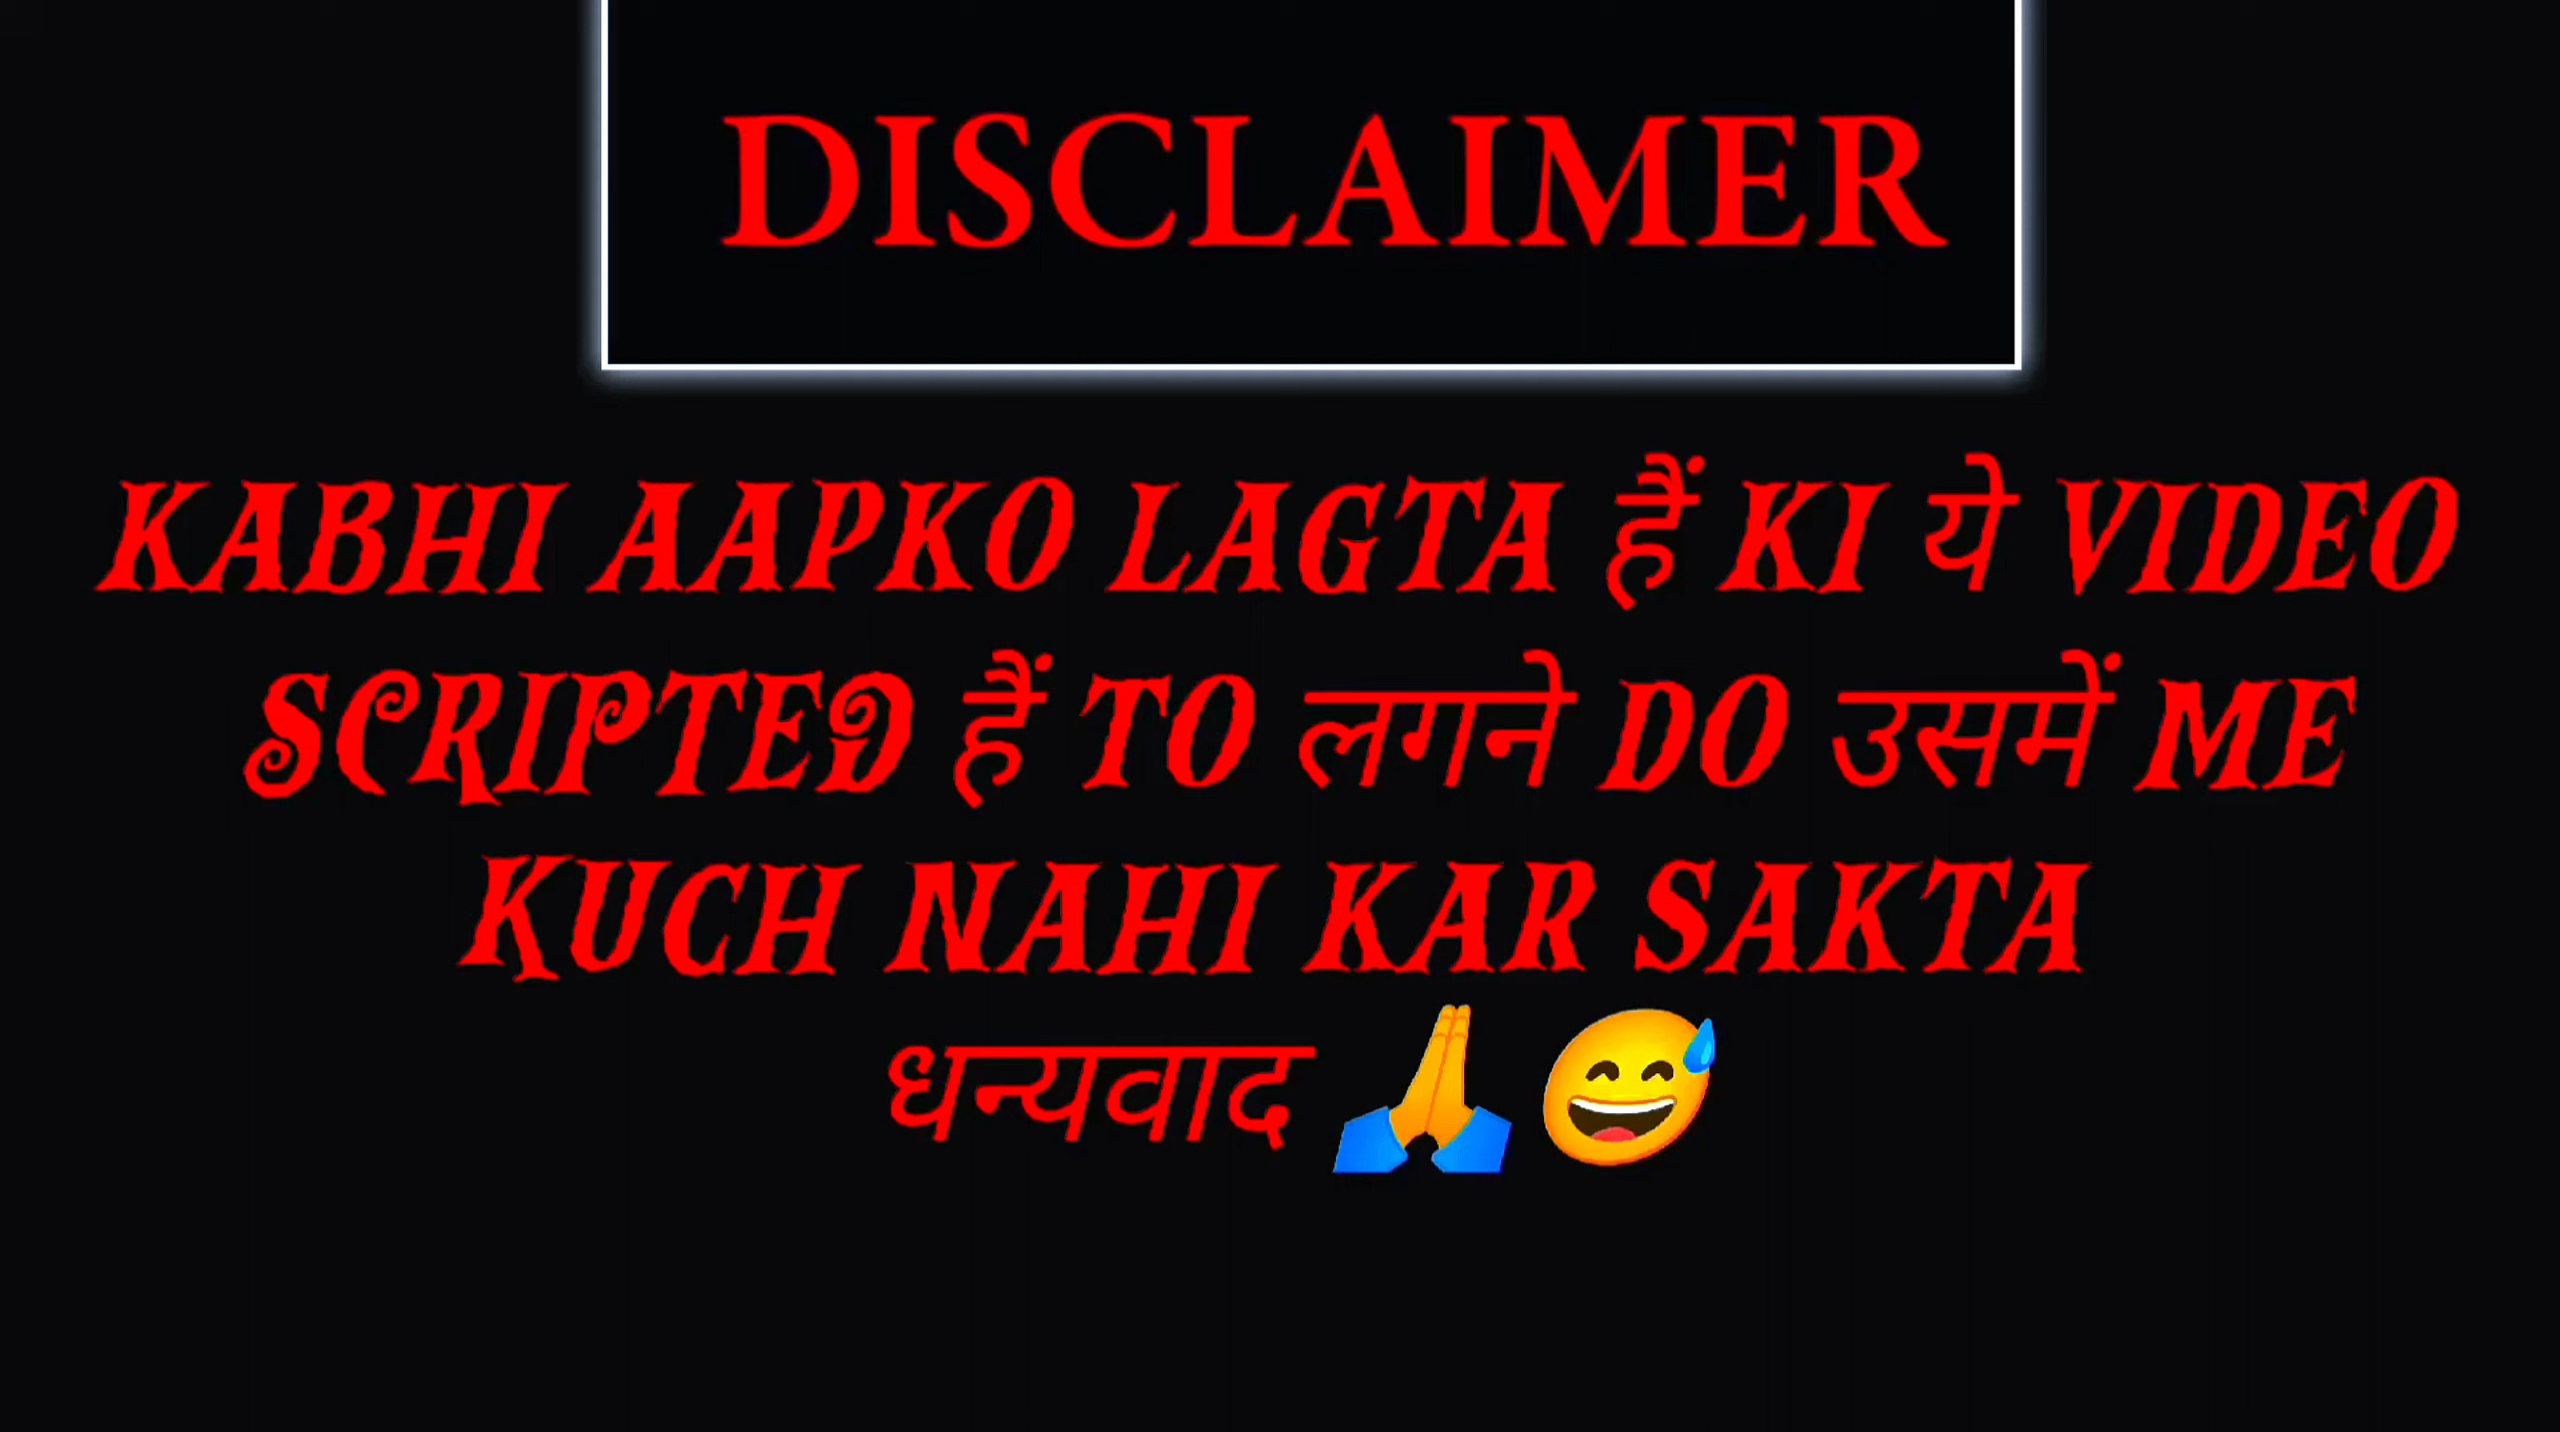 DISCLAIMER
KABHI AAPKO LAGTA हैं KI ये VIDEO
SCRIPTED हैं TO लगने DO उसमें ME
KUCH NAHI KAR SAKTA
धन्यवाद 🙏😅